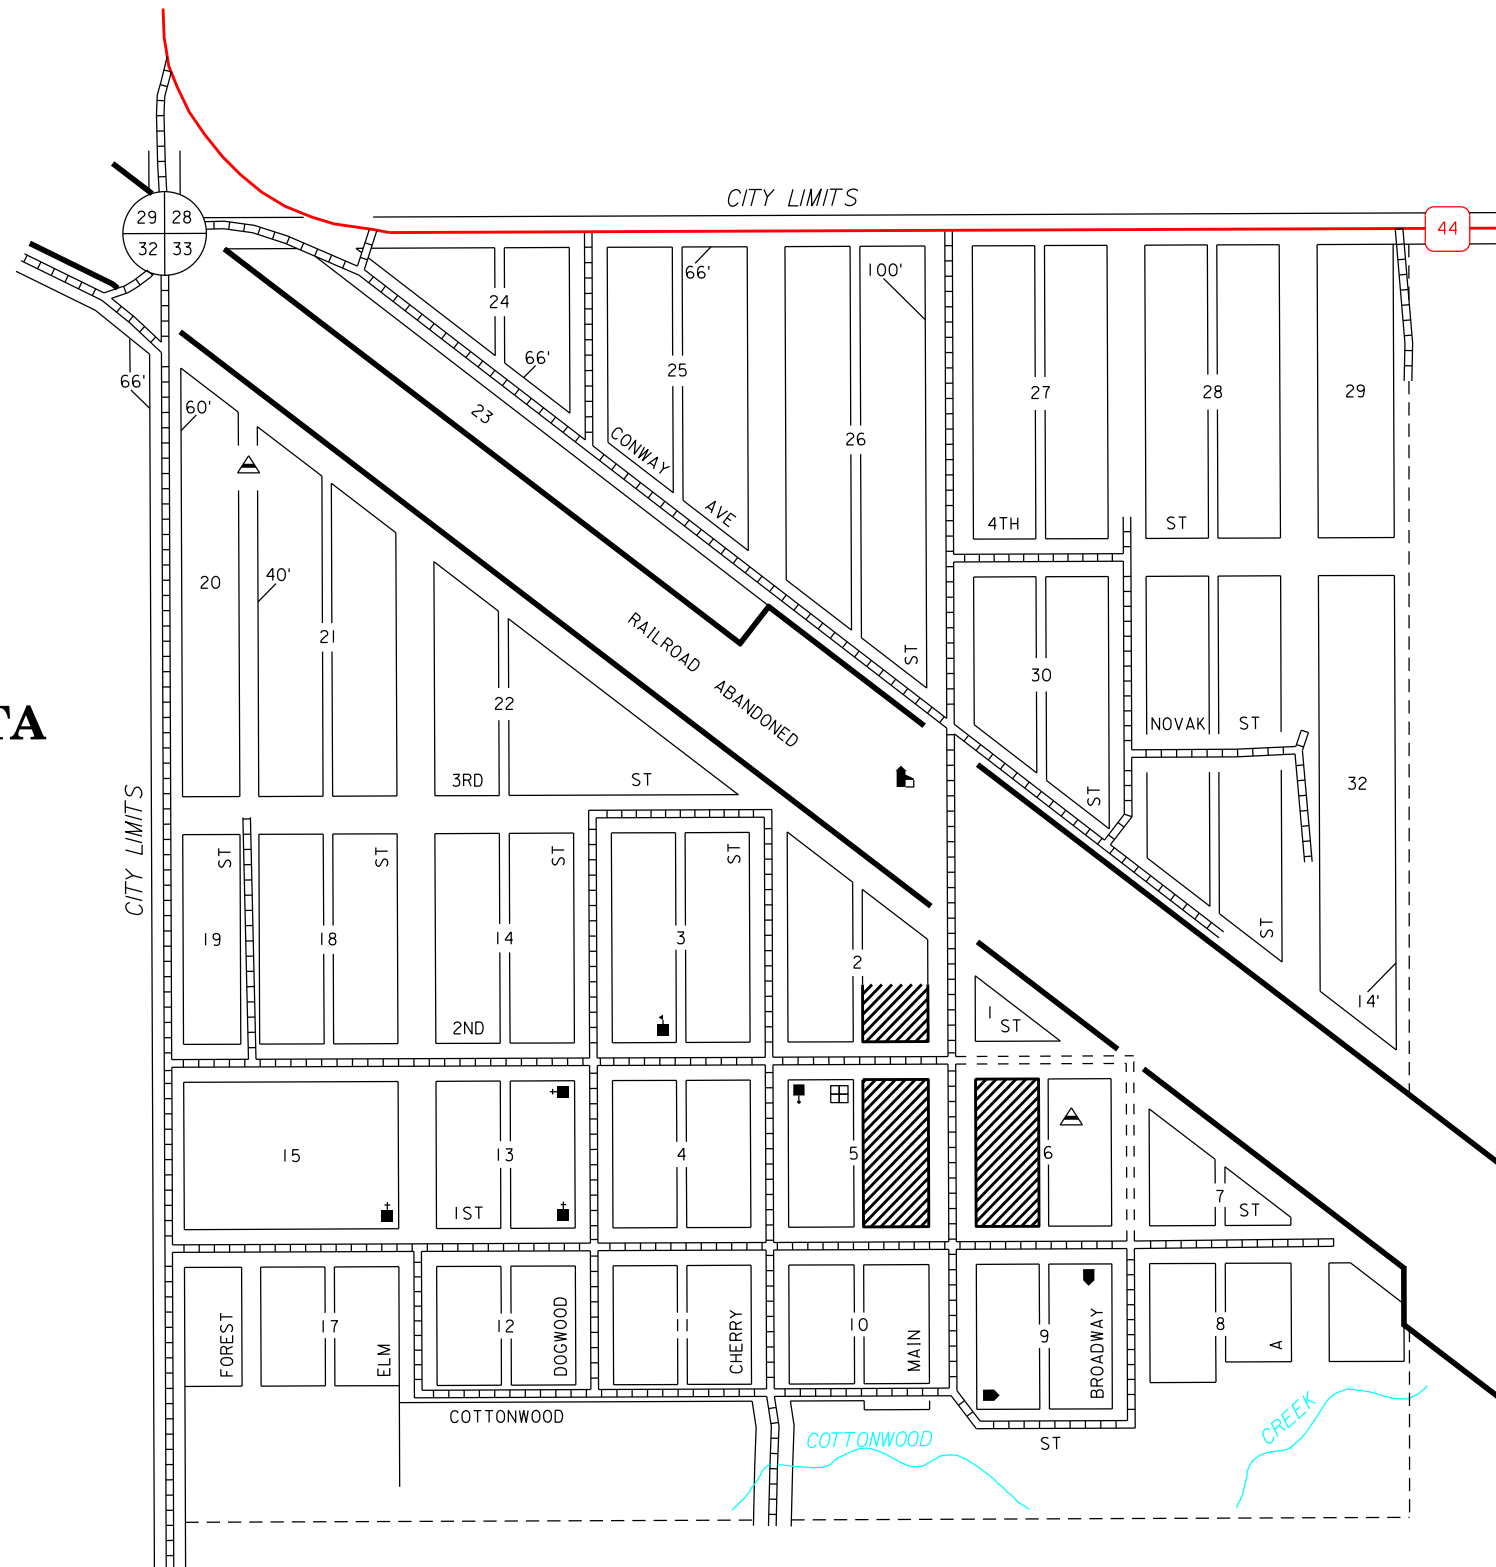 CITY LIMITS
29 28
32 33
44
24
66'
66'
100'
25
27
28
29
66'
60'
23
26
CONWAY
AVE
4TH
ST
20
40'
21
RAILROAD ABANDONED
ST
30
22
NOVAK ST
TA
3RD
ST
32
CITY LIMITS
ST
ST
ST
ST
ST
ST
19
18
14
3
2
14'
2ND
1
ST
15
13
4
5
6
7
ST
1ST
FOREST
17
ELM
12
DOGWOOD
11
CHERRY
10
MAIN
9
BROADWAY
8
A
COTTONWOOD
ST
COTTONWOOD
CREEK